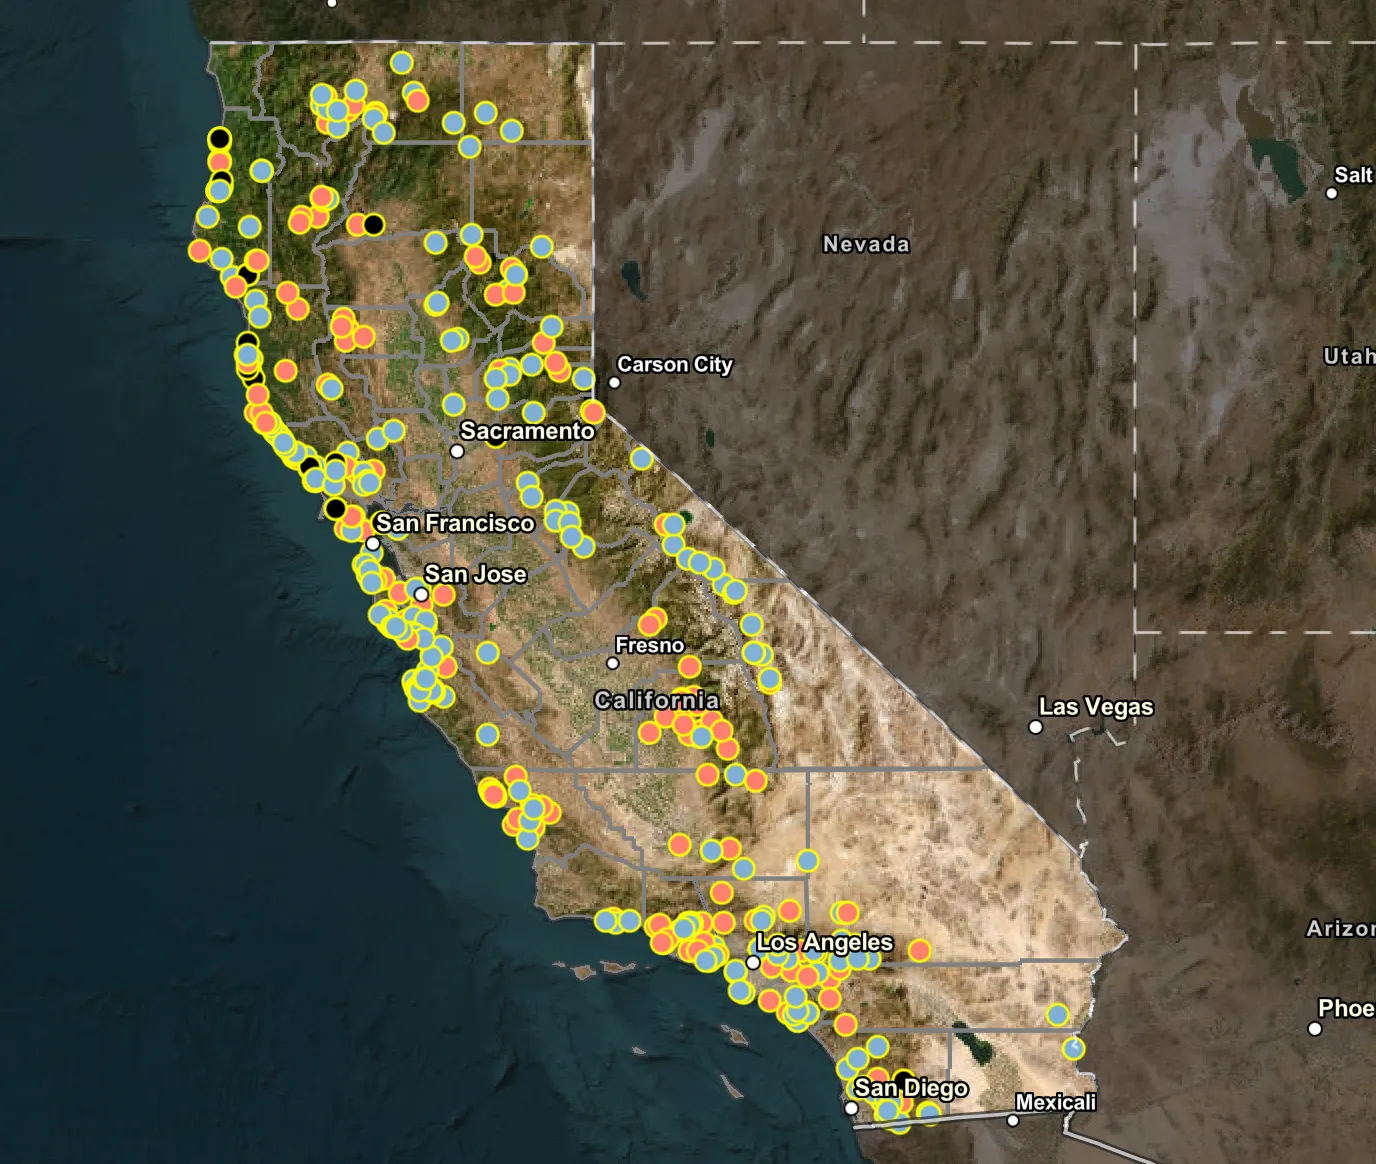 Salt
Nevada
Utah
Carson City
Sacramento
San Francisco
San Jose
Fresno
California
Las Vegas
Arizor
Los Angeles
Phoe
San Diego
Mexicali